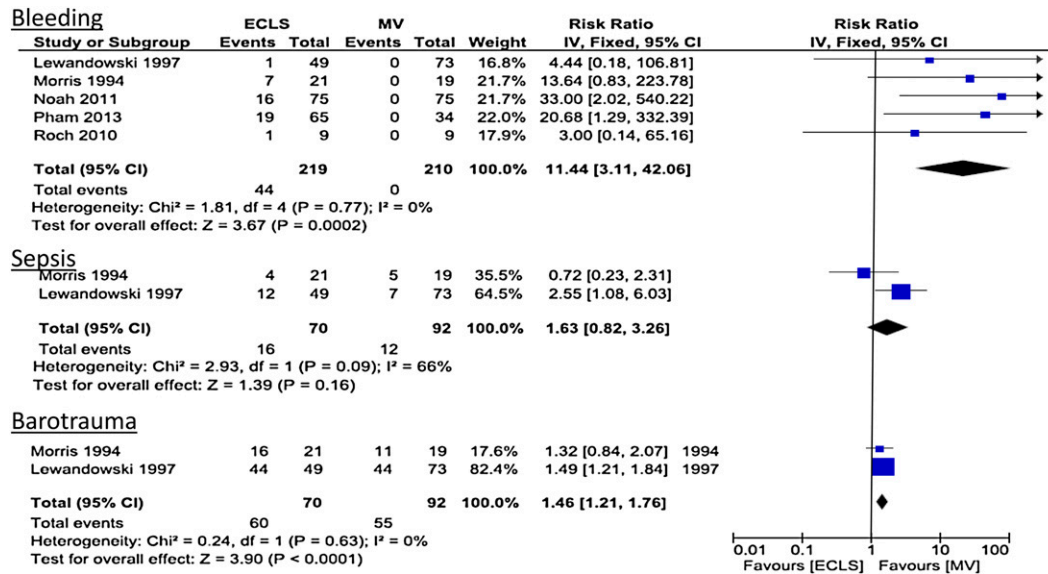 Bleeding
ECLS MV Risk Ratio Risk Ratio
Study or Subgroup Events Total Events Total Weight IV, Fixed, 95% CI IV, Fixed, 95% CI
Lewandowski 1997 1 49 0 73 16.8% 4.44 [0.18, 106.81]
Morris 1994 7 21 0 19 21.7% 13.64 [0.83, 223.78]
Noah 2011 16 75 0 75 21.7% 33.00 [2.02, 540.22]
Pham 2013 19 65 0 34 22.0% 20.68 [1.29, 332.39]
Roch 2010 1 9 0 9 17.9% 3.00 [0.14, 65.16]
Total (95% CI) 219 210 100.0% 11.44 [3.11, 42.06]
Total events 44 0
Heterogeneity: Chi² = 1.81, df = 4 (P = 0.77); I² = 0%
Test for overall effect: Z = 3.67 (P = 0.0002)
Sepsis
Morris 1994 4 21 5 19 35.5% 0.72 [0.23, 2.31]
Lewandowski 1997 12 49 7 73 64.5% 2.55 [1.08, 6.03]
Total (95% CI) 70 92 100.0% 1.63 [0.82, 3.26]
Total events 16 12
Heterogeneity: Chi² = 2.93, df = 1 (P = 0.09); I² = 66%
Test for overall effect: Z = 1.39 (P = 0.16)
Barotrauma
Morris 1994 16 21 11 19 17.6% 1.32 [0.84, 2.07] 1994
Lewandowski 1997 44 49 44 73 82.4% 1.49 [1.21, 1.84] 1997
Total (95% CI) 70 92 100.0% 1.46 [1.21, 1.76]
Total events 60 55
Heterogeneity: Chi² = 0.24, df = 1 (P = 0.63); I² = 0%
Test for overall effect: Z = 3.90 (P < 0.0001)
0.01 0.1 1 10 100
Favours [ECLS] Favours [MV]